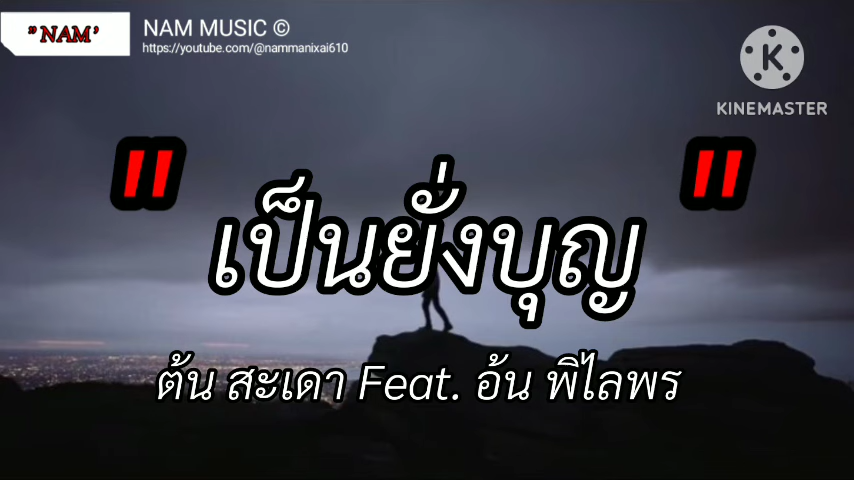 " NAM '
NAM MUSIC ©
https://youtube.com/@nammanixai610
KINEMASTER
" เป็นยั่งบุญ "
ต้น สะเดา Feat. อ้น พิไลพร